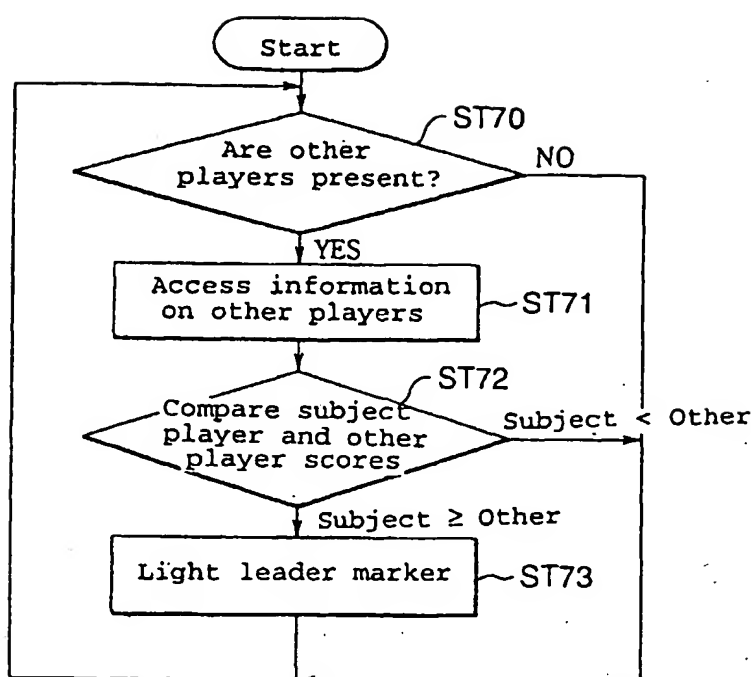 Start
ST70
Are other
players present?
NO
YES
Access information
on other players
ST71
ST72
Compare subject
player and other
player scores
Subject < Other
Subject ≥ Other
Light leader marker
ST73